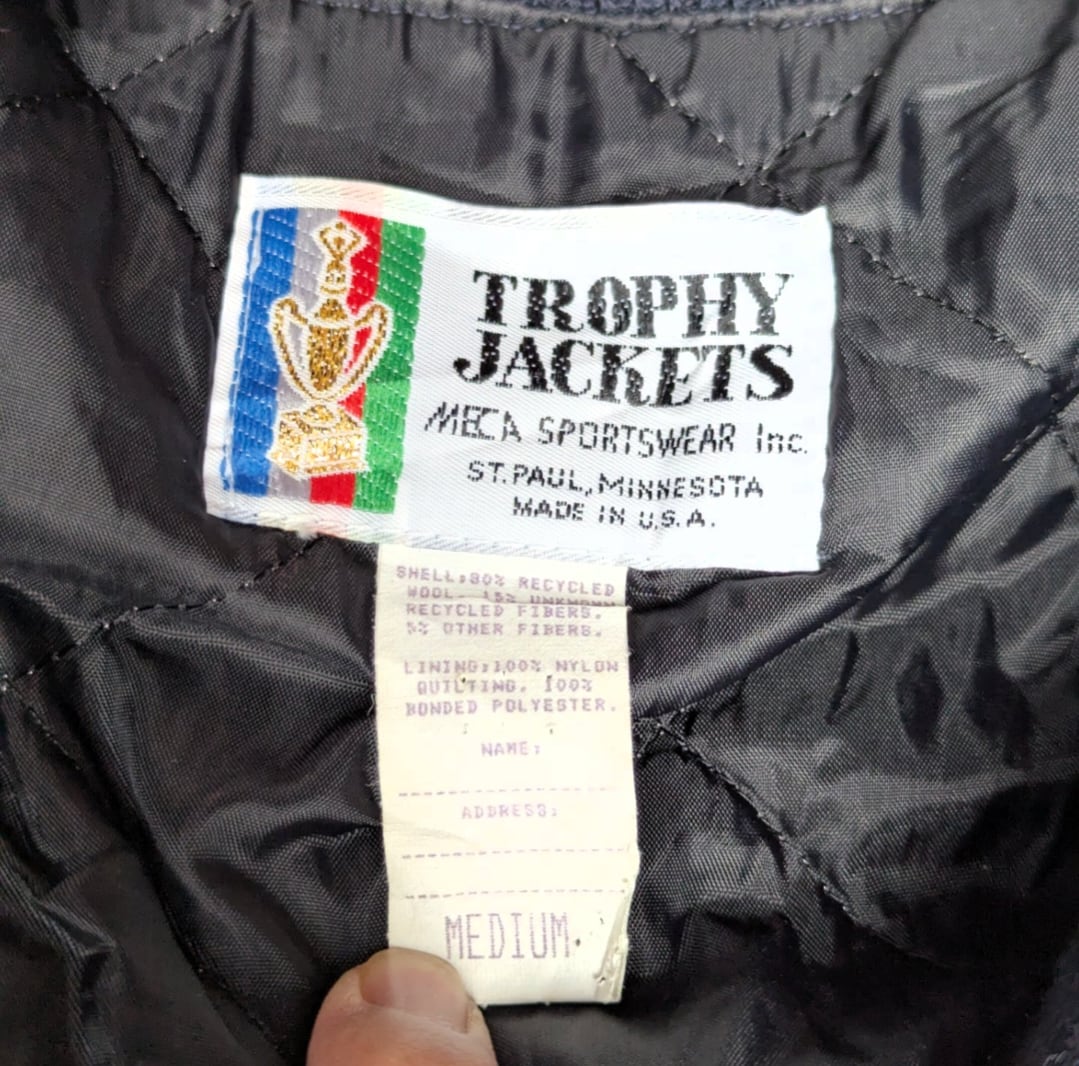 TROPHY
JACKETS
MECA SPORTSWEAR Inc.
ST. PAUL, MINNESOTA
MADE IN U.S.A.
SHELL: 80% RECYCLED
WOOL. 15% UNKNOWN
RECYCLED FIBERS.
5% OTHER FIBERS.
LINING: 100% NYLON
QUILTING. 100%
BONDED POLYESTER.
NAME:
ADDRESS:
MEDIUM